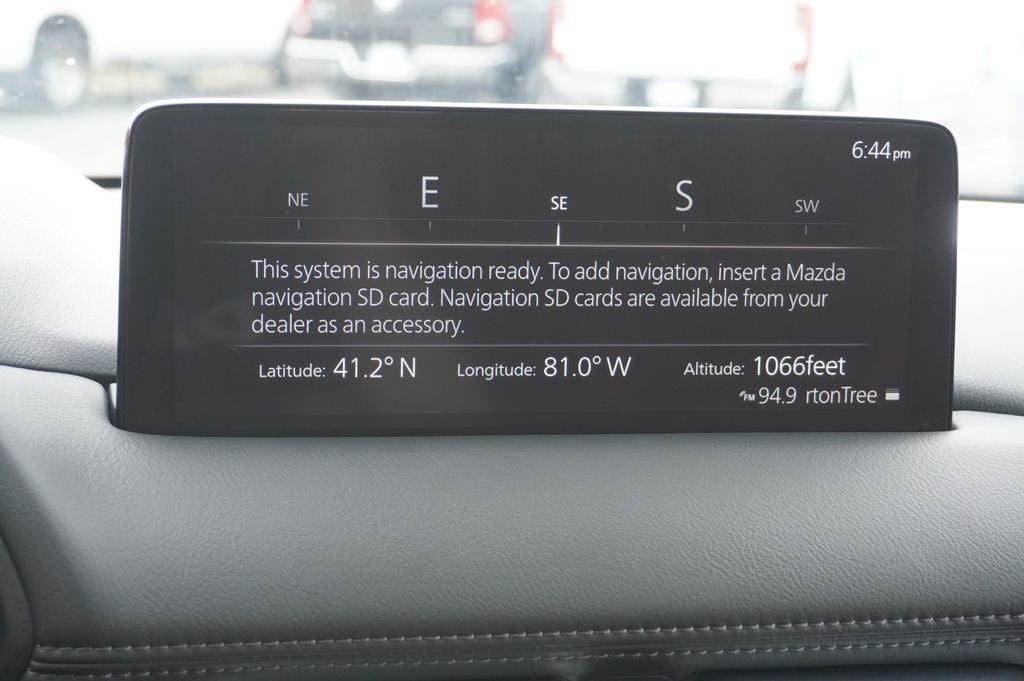 6:44pm
NE E SE S SW
This system is navigation ready. To add navigation, insert a Mazda
navigation SD card. Navigation SD cards are available from your
dealer as an accessory.
Latitude: 41.2° N Longitude: 81.0° W Altitude: 1066feet
FM 94.9 rtonTree